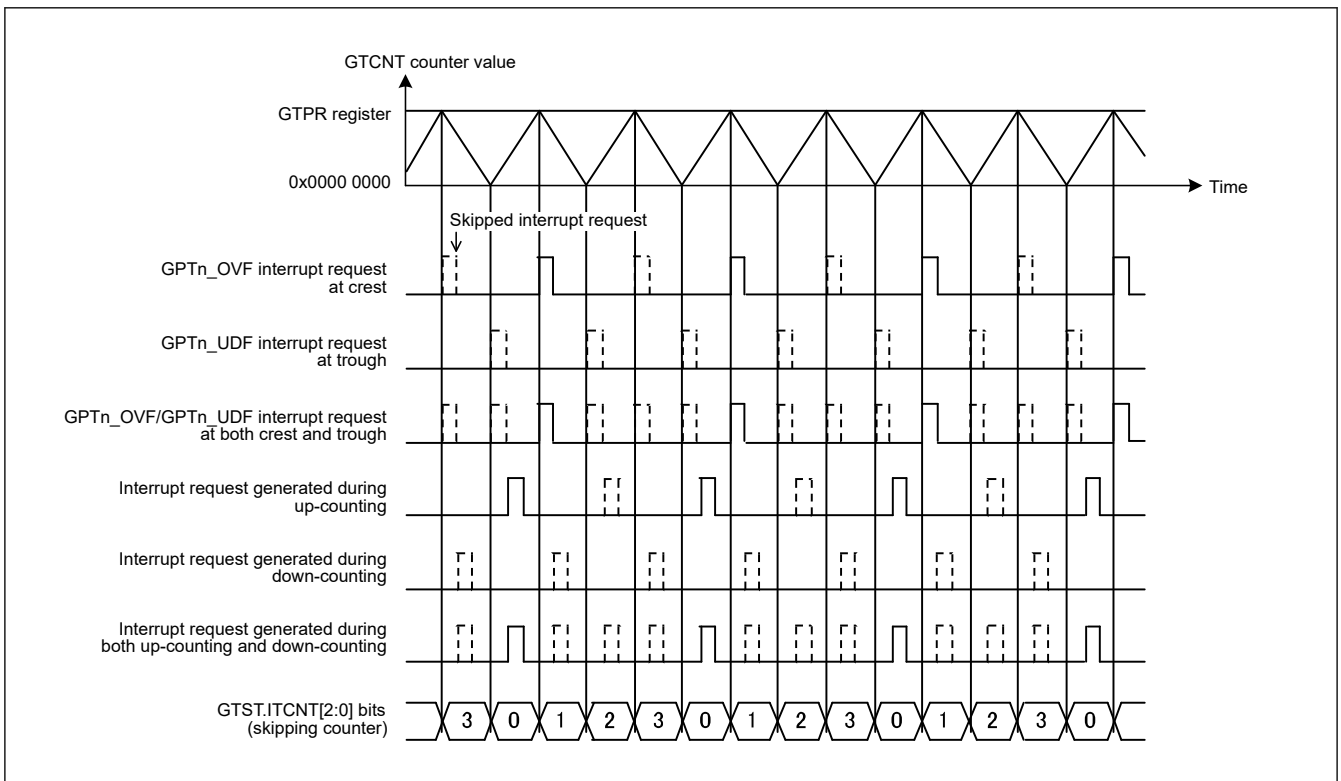 GTCNT counter value
GTPR register
0x0000 0000
Time
Skipped interrupt request
GPTn_OVF interrupt request
at crest
GPTn_UDF interrupt request
at trough
GPTn_OVF/GPTn_UDF interrupt request
at both crest and trough
Interrupt request generated during
up-counting
Interrupt request generated during
down-counting
Interrupt request generated during
both up-counting and down-counting
GTST.ITCNT[2:0] bits
(skipping counter)
3 0 1 2 3 0 1 2 3 0 1 2 3 0